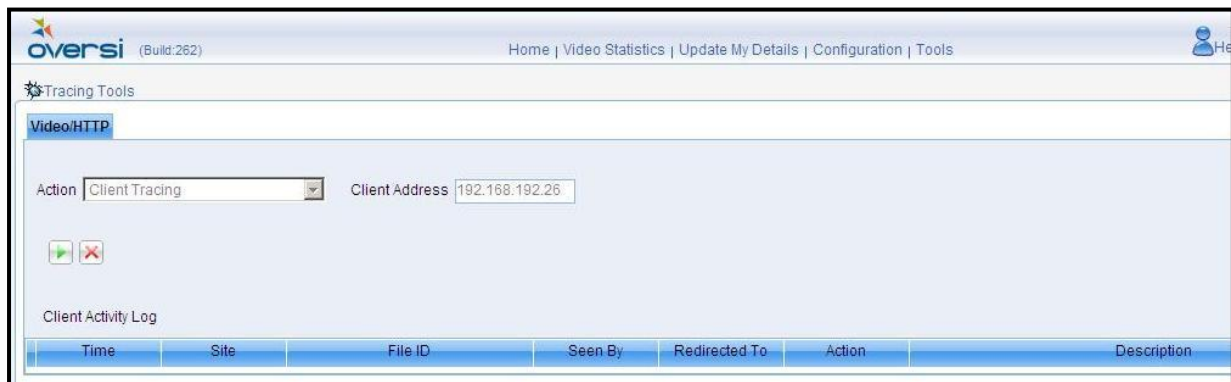 oversi (Build:262) Home | Video Statistics | Update My Details | Configuration | Tools
Tracing Tools
Video/HTTP
Action Client Tracing Client Address 192.168.192.26
Client Activity Log
Time Site File ID Seen By Redirected To Action Description